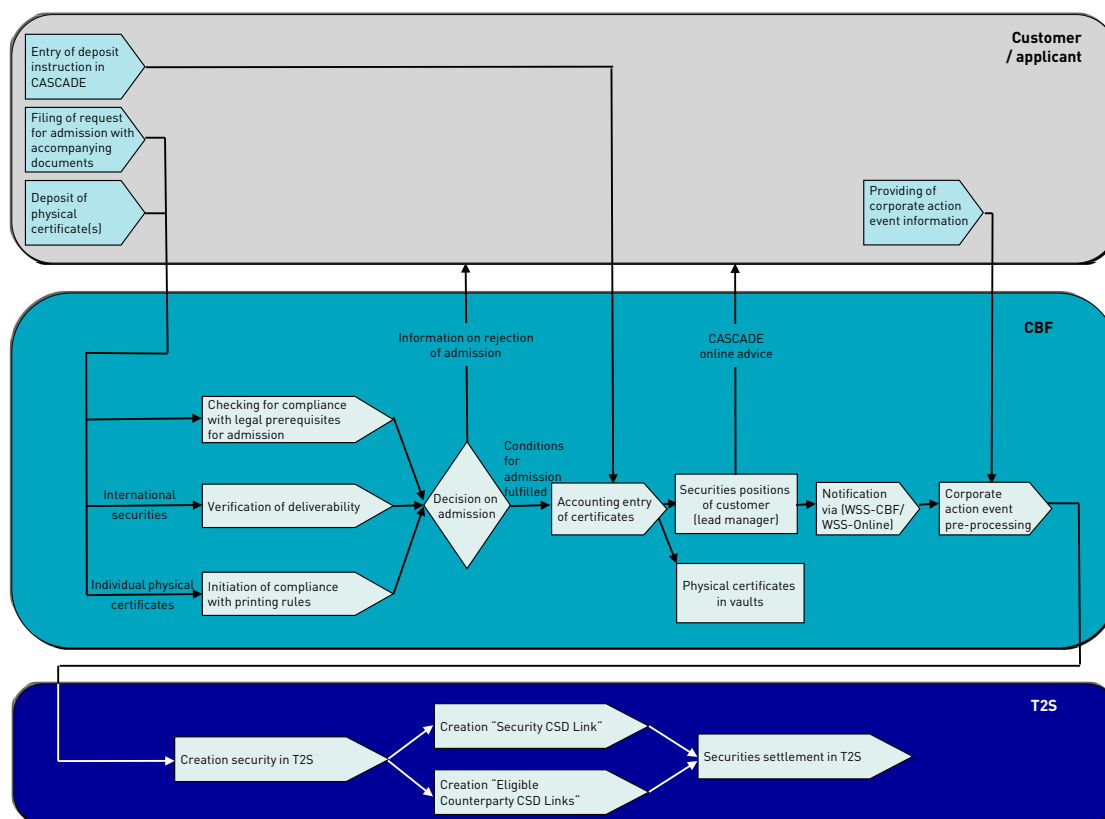 Customer
/ applicant
Entry of deposit
instruction in
CASCADE
Filing of request
for admission with
accompanying
documents
Deposit of
physical
certificate(s)
Providing of
corporate action
event information
CBF
Information on rejection
of admission
CASCADE
online advice
Checking for compliance
with legal prerequisites
for admission
International
securities
Verification of deliverability
Individual physical
certificates
Initiation of compliance
with printing rules
Decision on
admission
Conditions
for
admission
fulfilled
Accounting entry
of certificates
Securities positions
of customer
(lead manager)
Physical certificates
in vaults
Notification
via (WSS-CBF/
WSS-Online)
Corporate
action event
pre-processing
T2S
Creation security in T2S
Creation “Security CSD Link”
Creation “Eligible
Counterparty CSD Links”
Securities settlement in T2S